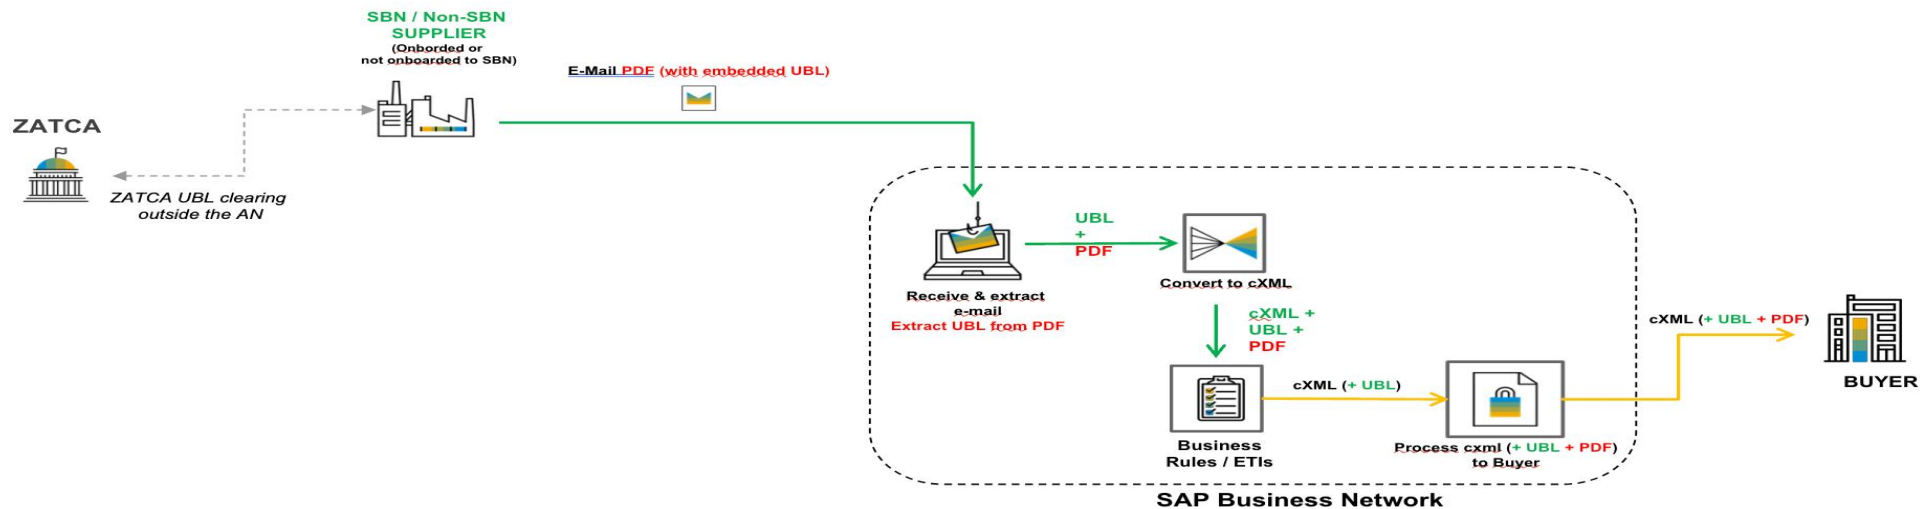 SBN / Non-SBN
SUPPLIER
(Onborded or
not onboarded to SBN)
E-Mail PDF (with embedded UBL)
ZATCA
ZATCA UBL clearing
outside the AN
UBL
+
PDF
Receive & extract
e-mail
Extract UBL from PDF
Convert to cXML
cXML +
UBL +
PDF
Business
Rules / ETIs
cXML (+ UBL)
Process cxml (+ UBL + PDF)
to Buyer
cXML (+ UBL + PDF)
BUYER
SAP Business Network